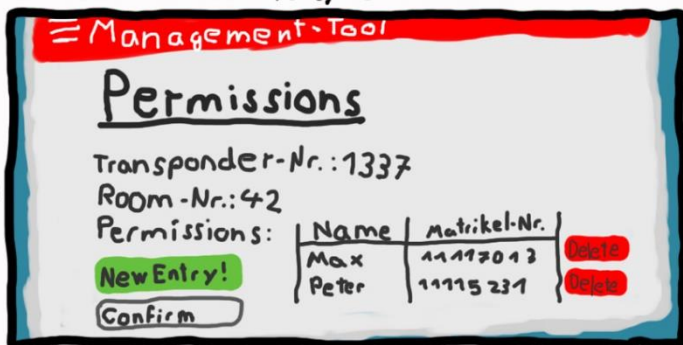 Management-Tool
Permissions
Transponder-Nr.:1337
Room-Nr.:42
Permissions:
Name Matrikel-Nr.
Max 11117013 Delete
Peter 11115231 Delete
New Entry!
Confirm